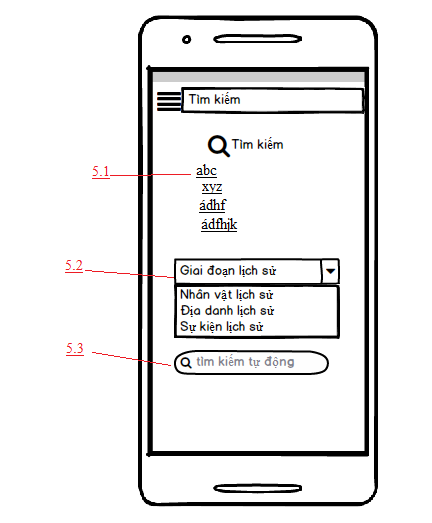 Tìm kiếm
Tìm kiếm
5.1
abc
xyz
ádhf
ádfhjk
5.2
Giai đoạn lịch sử
Nhân vật lịch sử
Địa danh lịch sử
Sự kiện lịch sử
5.3
tìm kiếm tự động